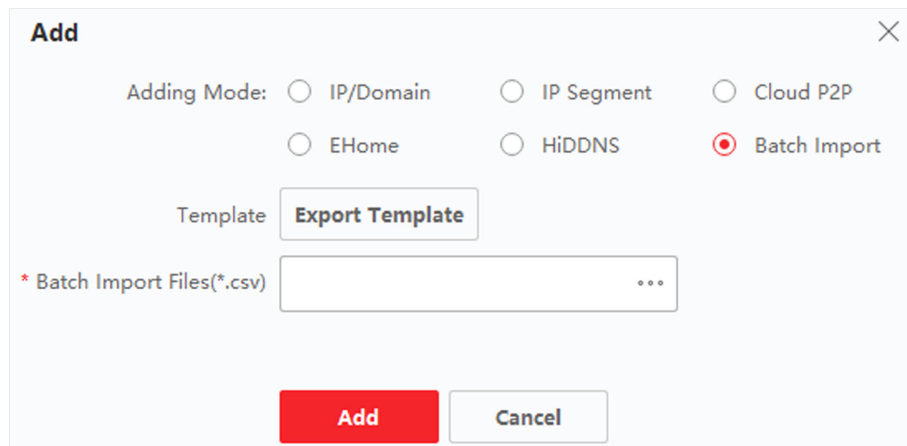 Add
Adding Mode: IP/Domain IP Segment Cloud P2P
EHome HiDDNS Batch Import
Template Export Template
* Batch Import Files(*.csv)
Add Cancel